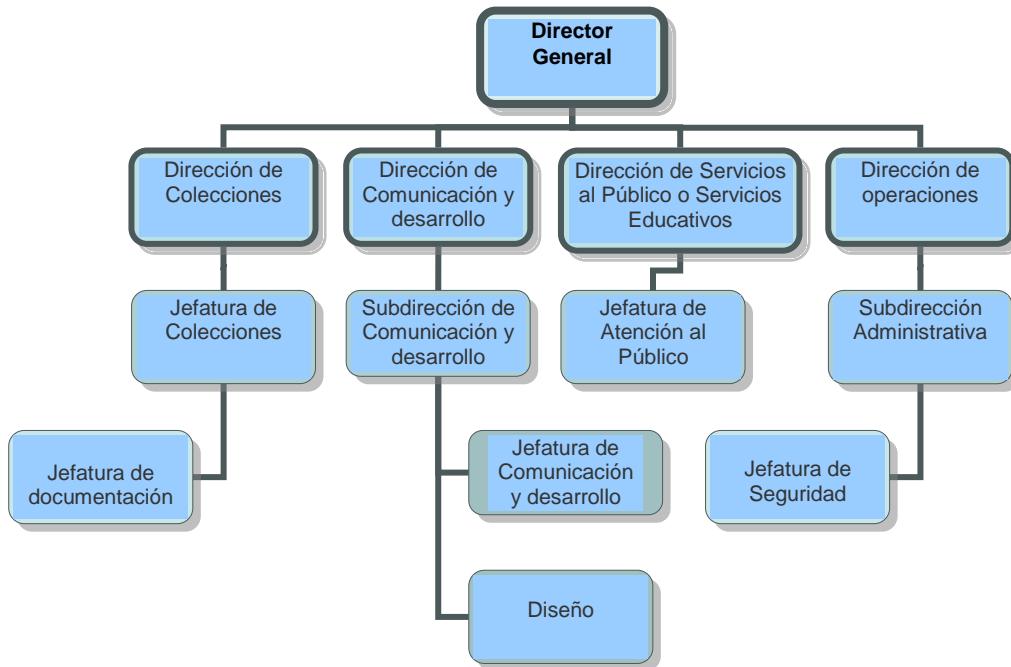 Director
General
Dirección de
Colecciones
Dirección de
Comunicación y
desarrollo
Dirección de Servicios
al Público o Servicios
Educativos
Dirección de
operaciones
Jefatura de
Colecciones
Subdirección de
Comunicación y
desarrollo
Jefatura de
Atención al
Público
Subdirección
Administrativa
Jefatura de
documentación
Jefatura de
Comunicación
y desarrollo
Jefatura de
Seguridad
Diseño